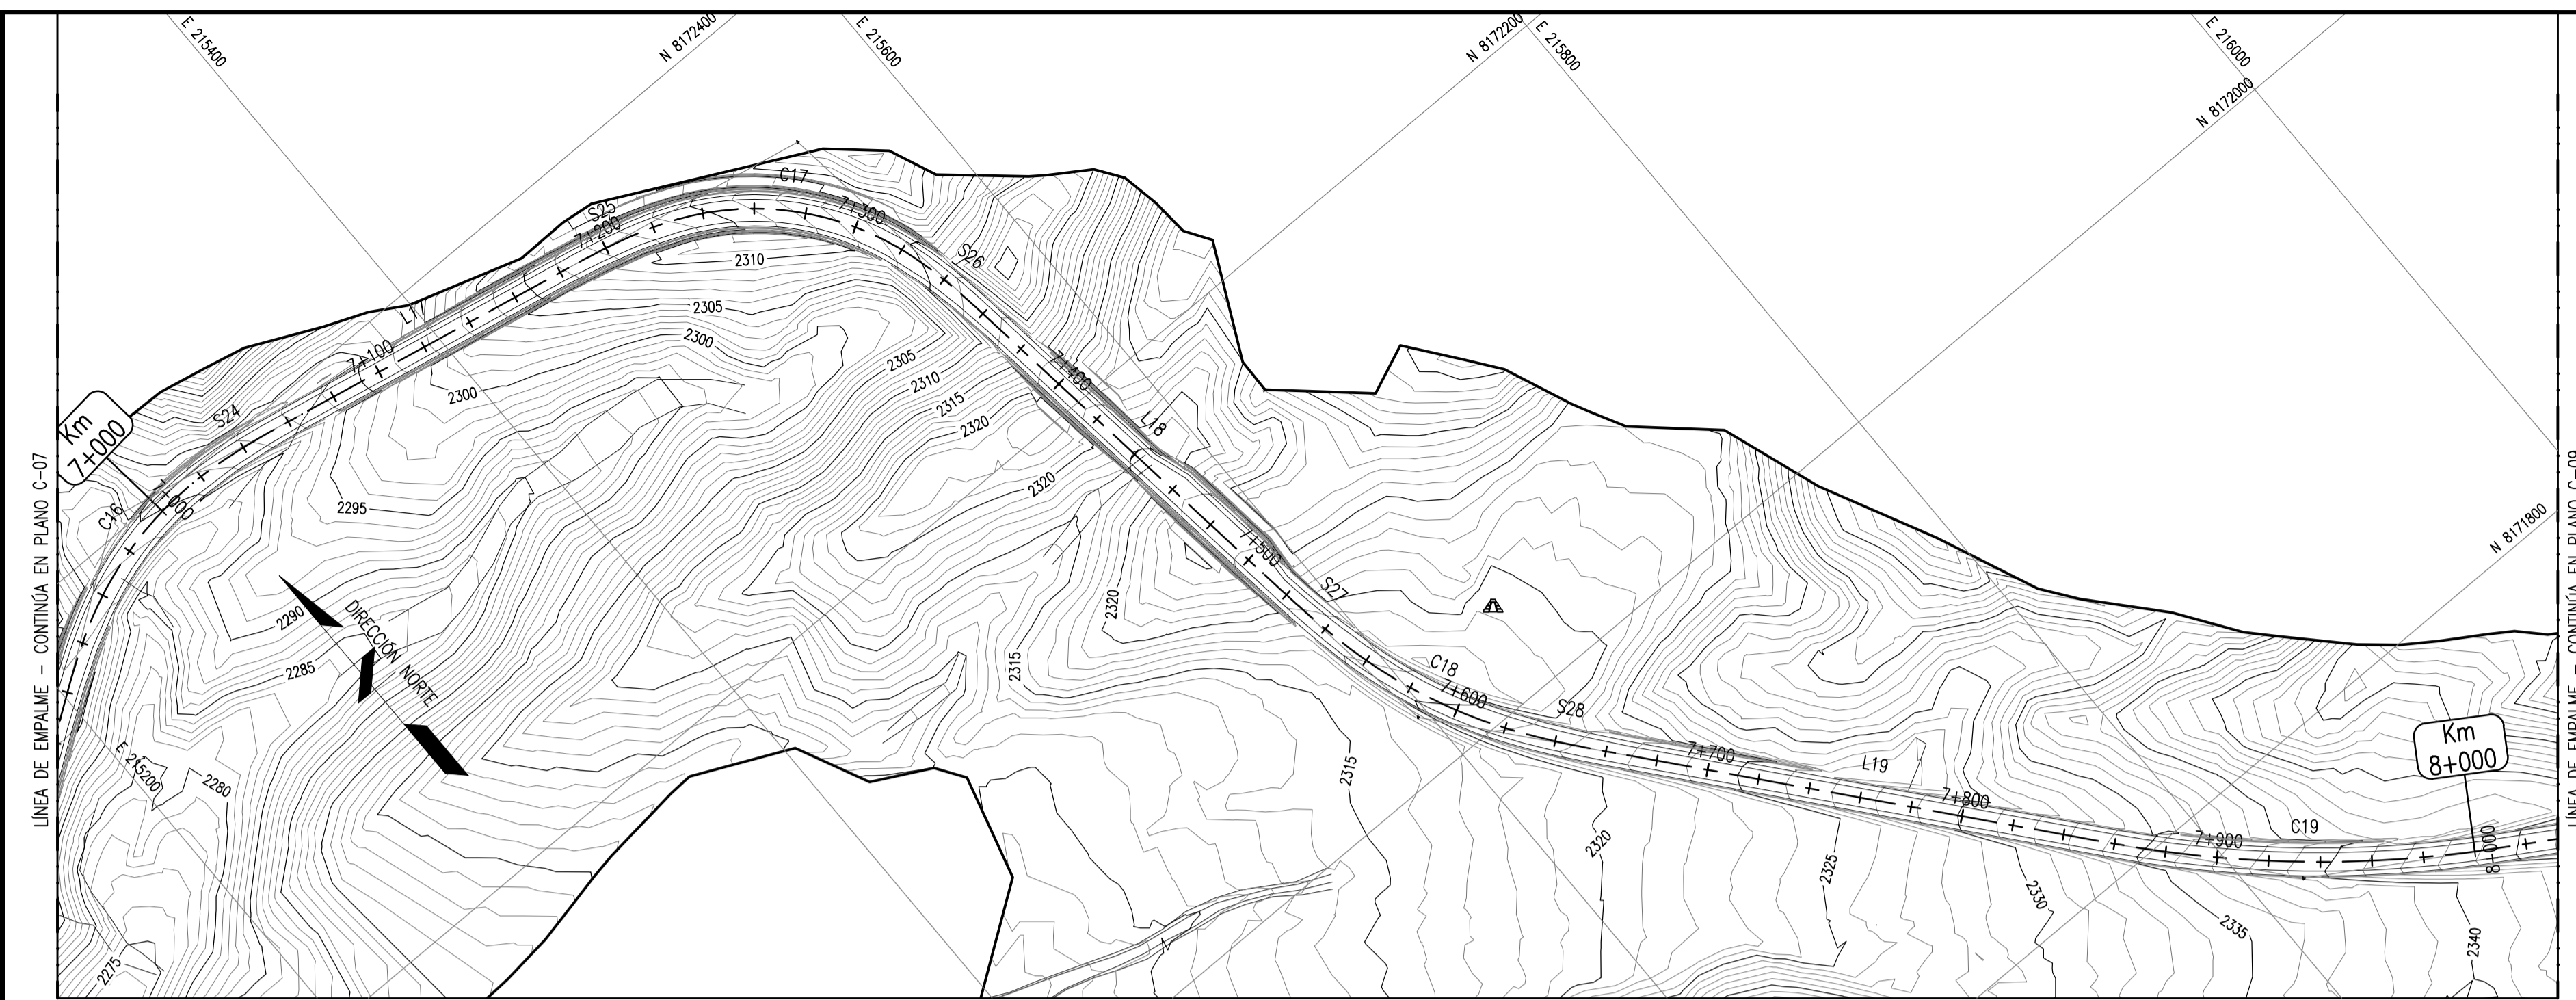 E 215400
N 8172400
E 215600
N 8172200
E 215800
E 216000
N 8172000
C17
S25
7+200
7+300
2310
S26
2305
L17
2300
7+100
2305
2300
2310
7+400
2315
S24
L18
2320
Km
7+000
LÍNEA DE EMPALME - CONTINÚA EN PLANO C-07
2320
7+000
2295
C16
N 8171800
7+500
LÍNEA DE EMPALME - CONTINÚA EN PLANO C-09
S27
2320
2290
DIRECCIÓN NORTE
2285
2315
C18
7+600
S28
Km
8+000
7+700
L19
E 215200
2280
2315
7+800
7+900
C19
8+000
2320
2325
2330
2335
2340
2275